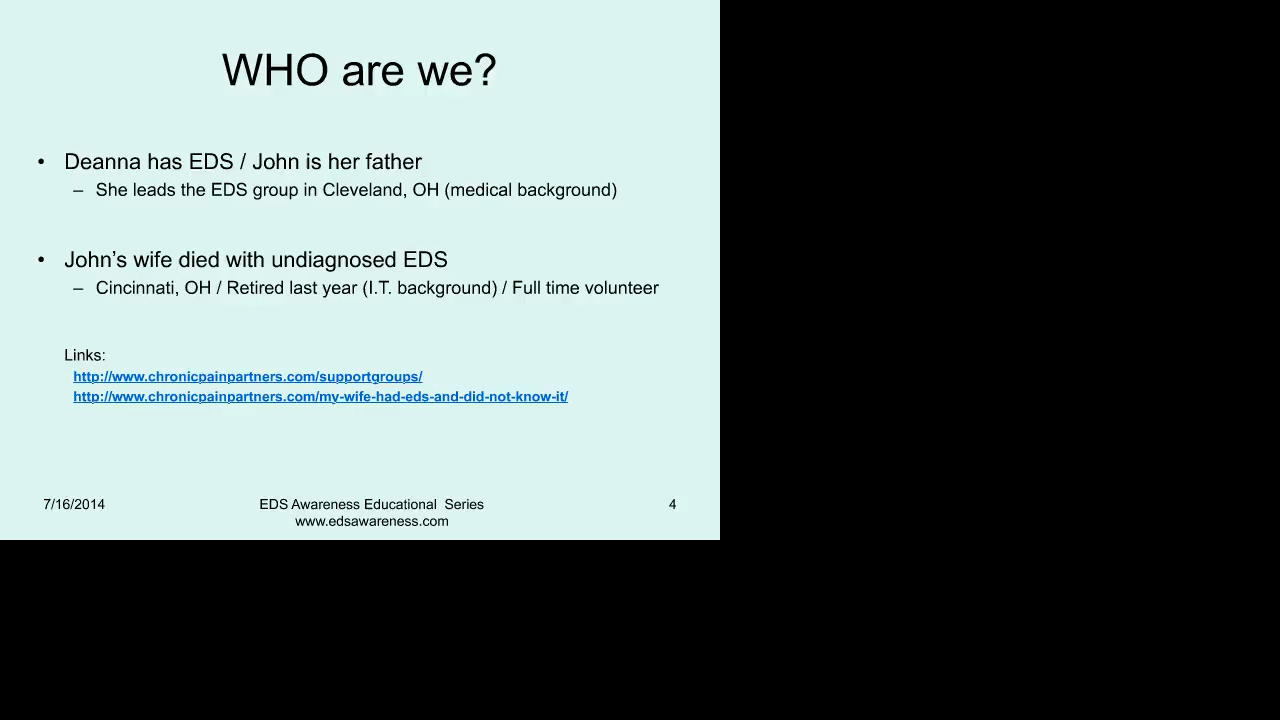 WHO are we?
• Deanna has EDS / John is her father
– She leads the EDS group in Cleveland, OH (medical background)
• John’s wife died with undiagnosed EDS
– Cincinnati, OH / Retired last year (I.T. background) / Full time volunteer
Links:
http://www.chronicpainpartners.com/supportgroups/
http://www.chronicpainpartners.com/my-wife-had-eds-and-did-not-know-it/
7/16/2014
EDS Awareness Educational  Series
www.edsawareness.com
4